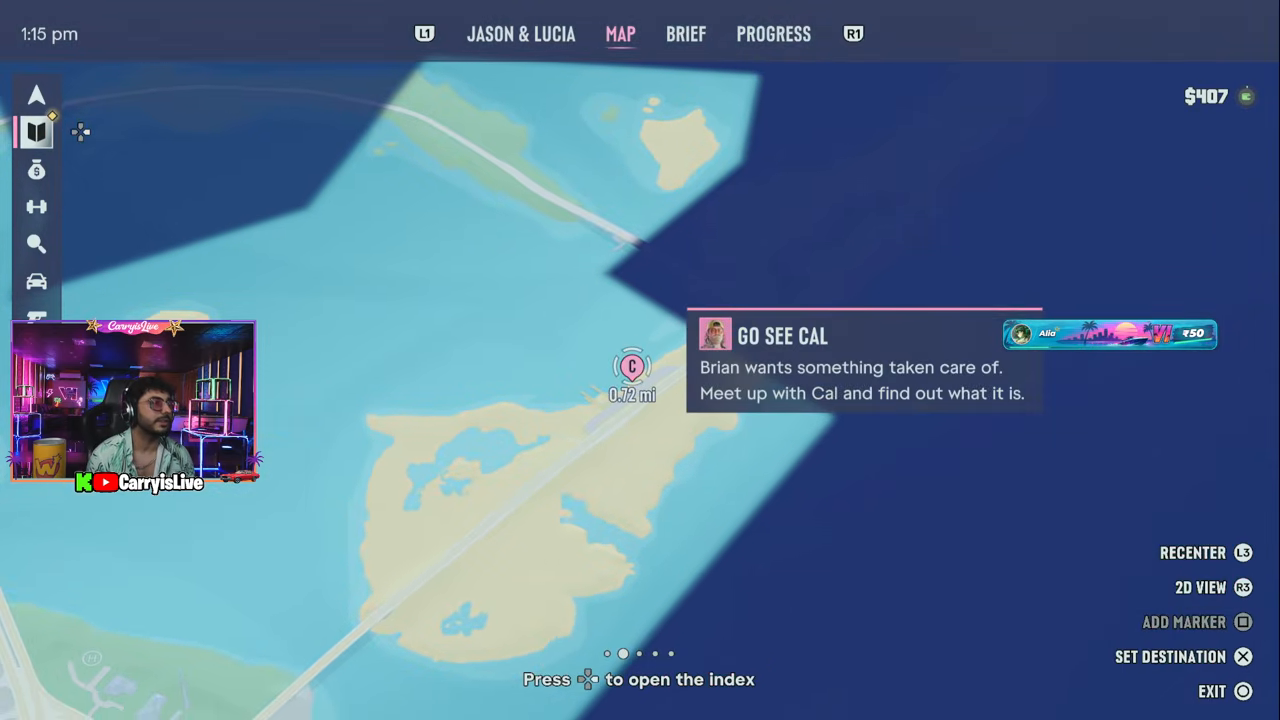 1:15 pm
L1 JASON & LUCIA MAP BRIEF PROGRESS R1
$407
GO SEE CAL
Brian wants something taken care of.
Meet up with Cal and find out what it is.
C
0.72 mi
Alia VI ₹50
CarryisLive
K CarryisLive
H
RECENTER L3
2D VIEW R3
ADD MARKER
SET DESTINATION
EXIT
Press to open the index